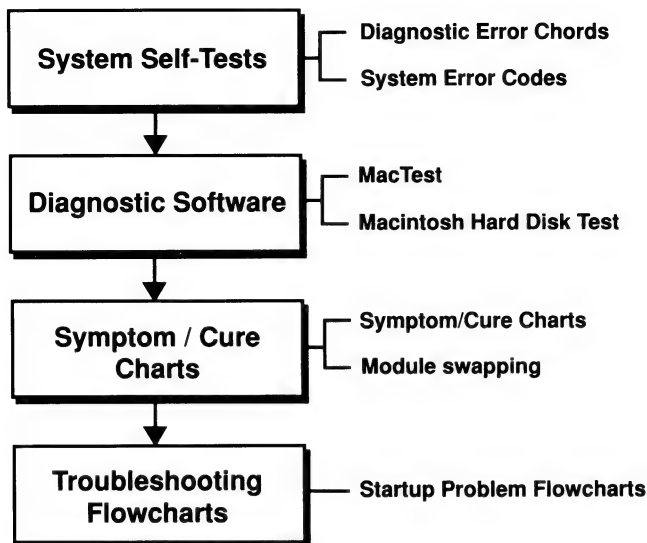 System Self-Tests
Diagnostic Error Chords
System Error Codes
Diagnostic Software
MacTest
Macintosh Hard Disk Test
Symptom / Cure
Charts
Symptom/Cure Charts
Module swapping
Troubleshooting
Flowcharts
Startup Problem Flowcharts